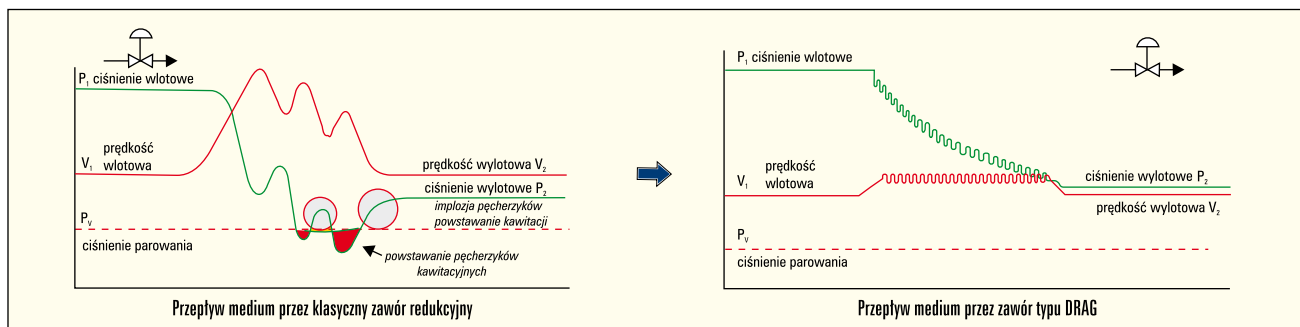 P₁ ciśnienie wlotowe
prędkość
wlotowa
V₁
prędkość wylotowa V₂
ciśnienie wylotowe P₂
implozja pęcherzyków
powstawanie kawitacji
Pᵥ
ciśnienie parowania
powstawanie pęcherzyków
kawitacyjnych
Przepływ medium przez klasyczny zawór redukcyjny
P₁ ciśnienie wlotowe
prędkość
wlotowa
V₁
ciśnienie wylotowe P₂
prędkość wylotowa V₂
Pᵥ
ciśnienie parowania
Przepływ medium przez zawór typu DRAG